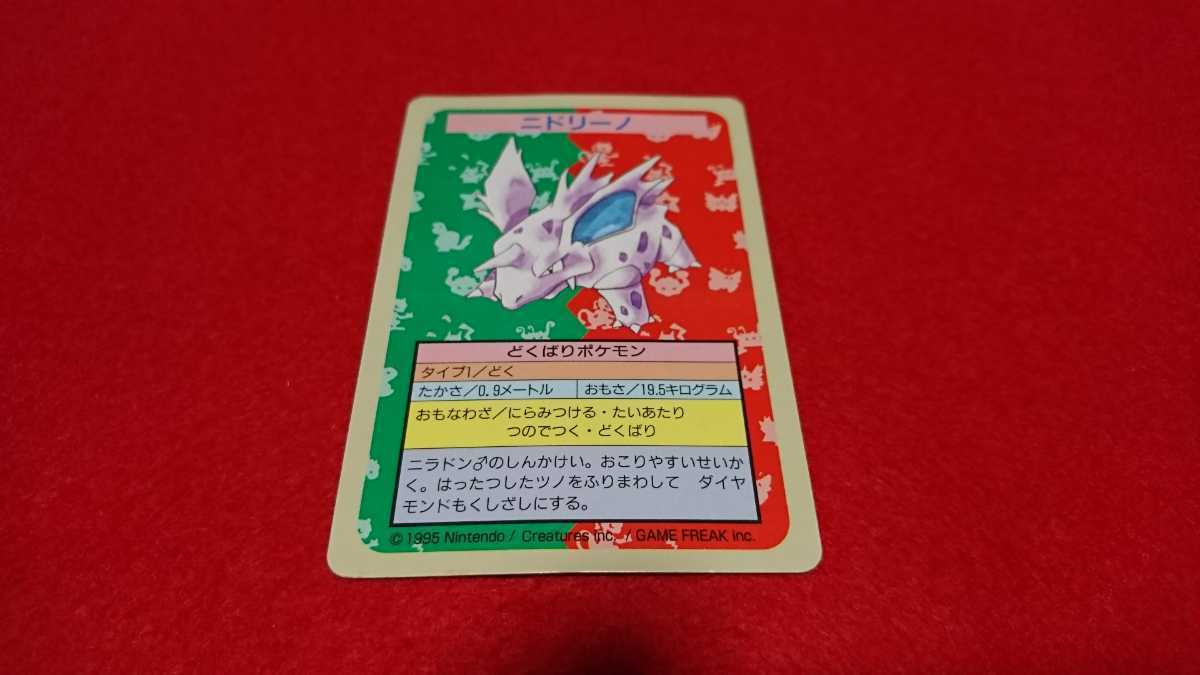 ニドリーノ
どくばりポケモン
タイプ1／どく
たかさ／0.9メートル おもさ／19.5キログラム
おもなわざ／にらみつける・たいあたり
つのでつく・どくばり
ニラドン♂のしんかけい。おこりやすいせいか
く。はったつしたツノをふりまわして ダイヤ
モンドもくしざしにする。
© 1995 Nintendo / Creatures inc. / GAME FREAK inc.